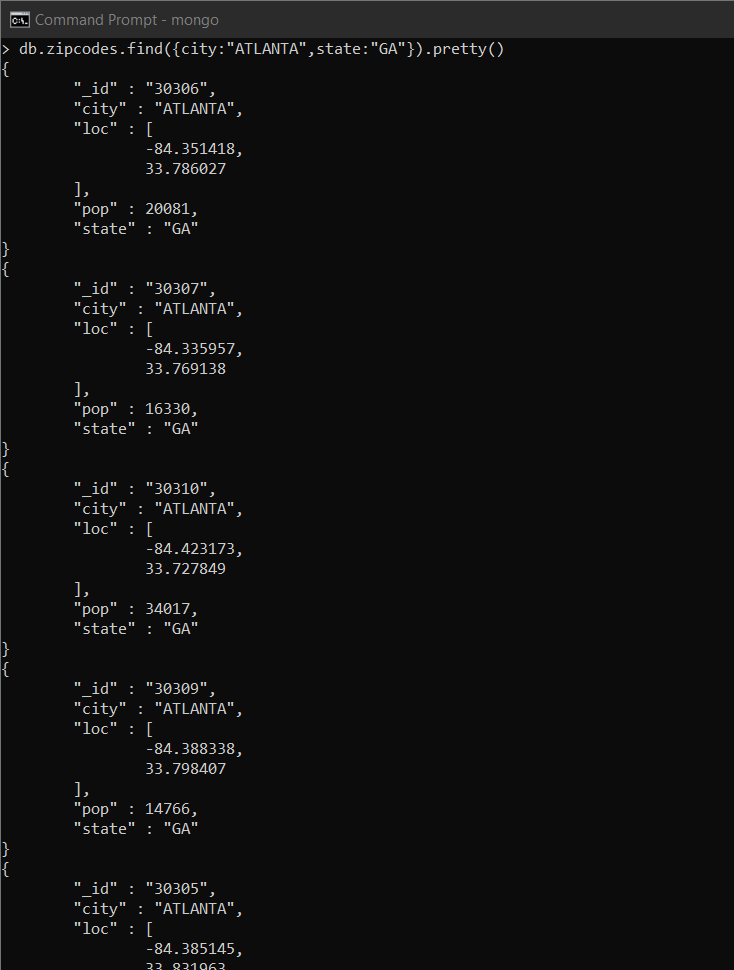 Command Prompt - mongo
> db.zipcodes.find({city:"ATLANTA",state:"GA"}).pretty()
{
        "_id" : "30306",
        "city" : "ATLANTA",
        "loc" : [
                -84.351418,
                33.786027
        ],
        "pop" : 20081,
        "state" : "GA"
}
{
        "_id" : "30307",
        "city" : "ATLANTA",
        "loc" : [
                -84.335957,
                33.769138
        ],
        "pop" : 16330,
        "state" : "GA"
}
{
        "_id" : "30310",
        "city" : "ATLANTA",
        "loc" : [
                -84.423173,
                33.727849
        ],
        "pop" : 34017,
        "state" : "GA"
}
{
        "_id" : "30309",
        "city" : "ATLANTA",
        "loc" : [
                -84.388338,
                33.798407
        ],
        "pop" : 14766,
        "state" : "GA"
}
{
        "_id" : "30305",
        "city" : "ATLANTA",
        "loc" : [
                -84.385145,
                33.831963